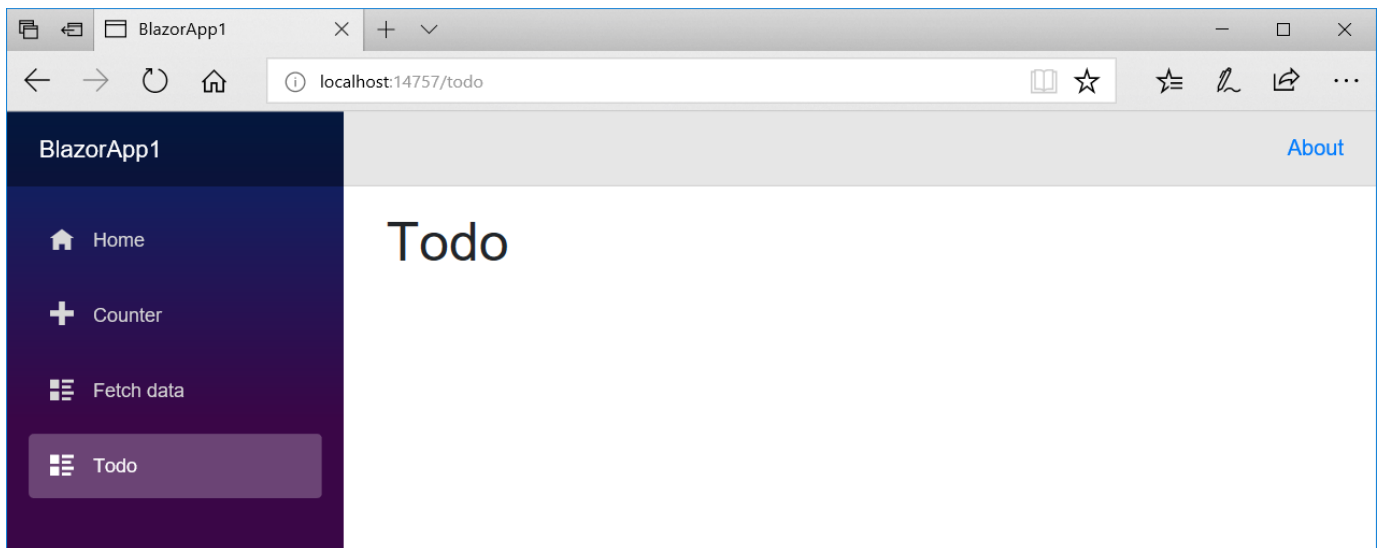 BlazorApp1
localhost:14757/todo
BlazorApp1
About
Home
Todo
Counter
Fetch data
Todo